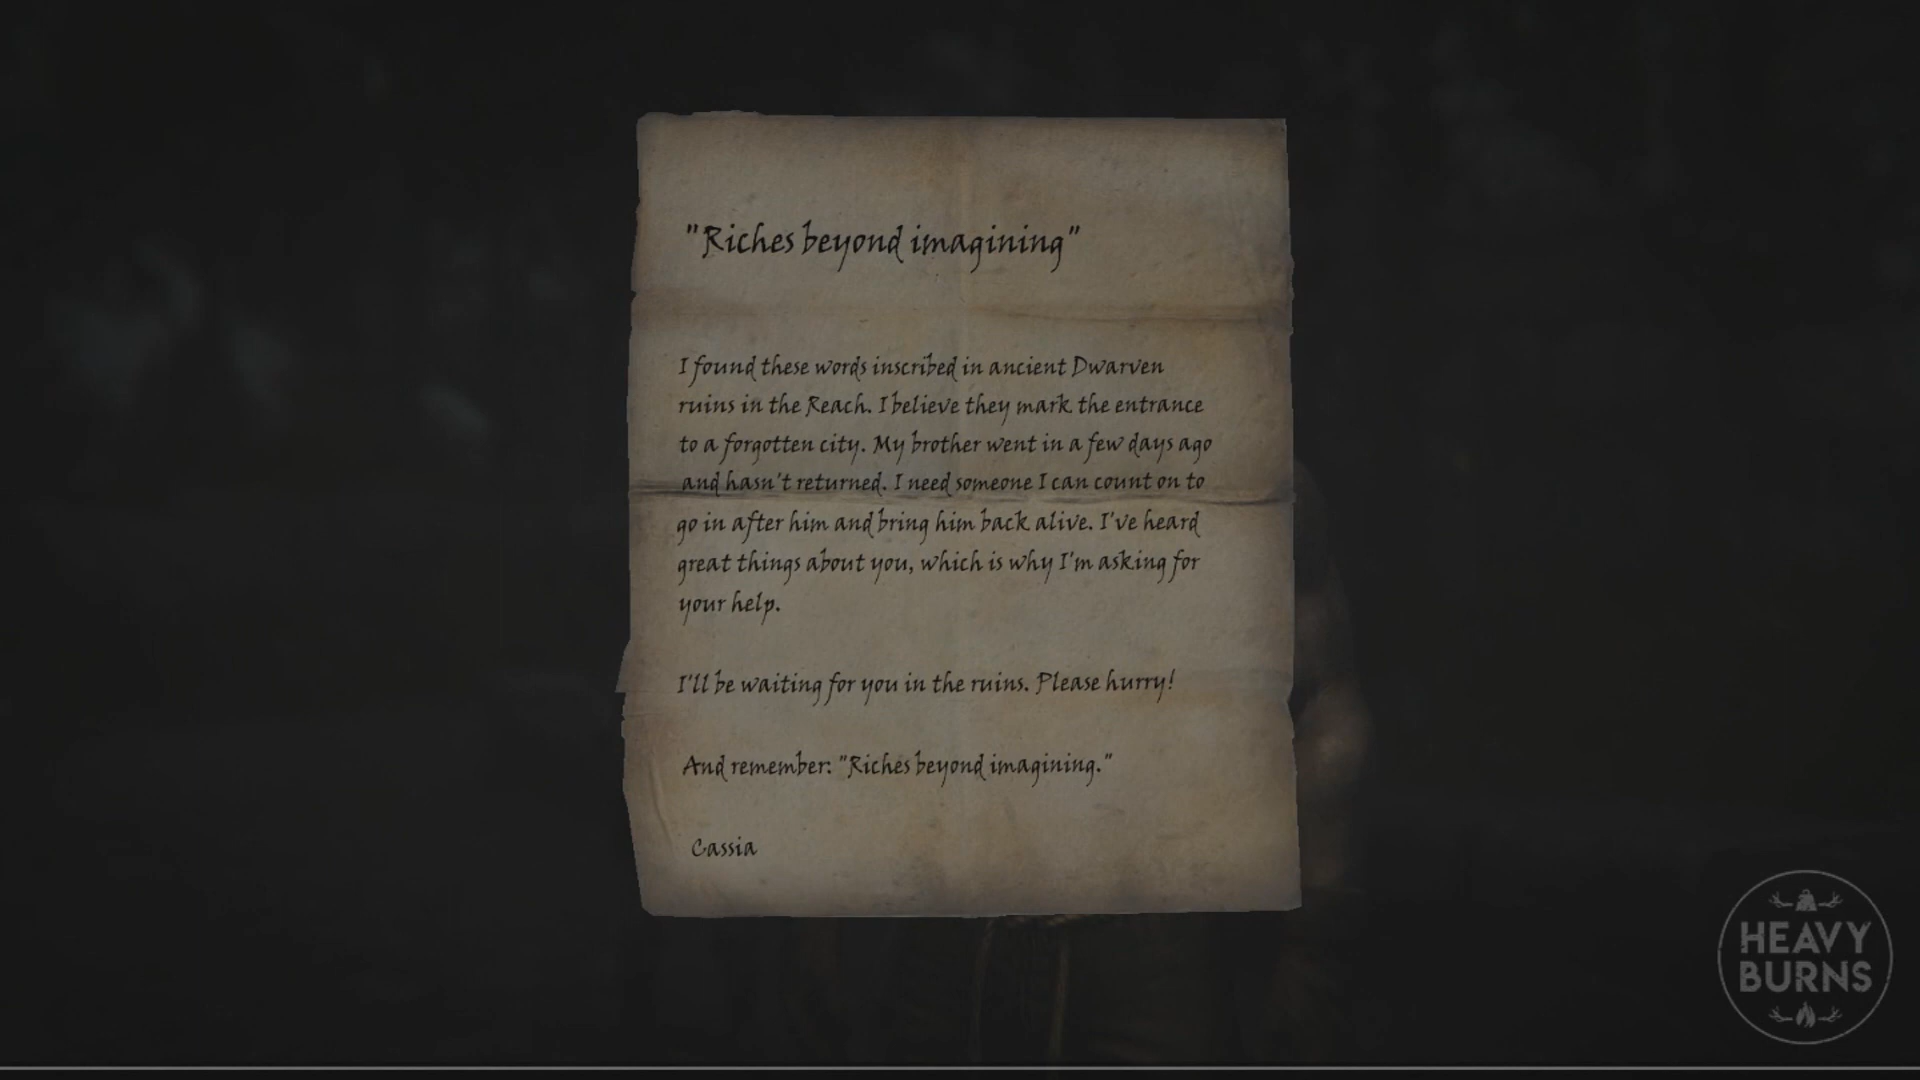 "Riches beyond imagining"
I found these words inscribed in ancient Dwarven
ruins in the Reach. I believe they mark the entrance
to a forgotten city. My brother went in a few days ago
and hasn't returned. I need someone I can count on to
go in after him and bring him back alive. I've heard
great things about you, which is why I'm asking for
your help.
I'll be waiting for you in the ruins. Please hurry!
And remember: "Riches beyond imagining."
Cassia
HEAVY
BURNS